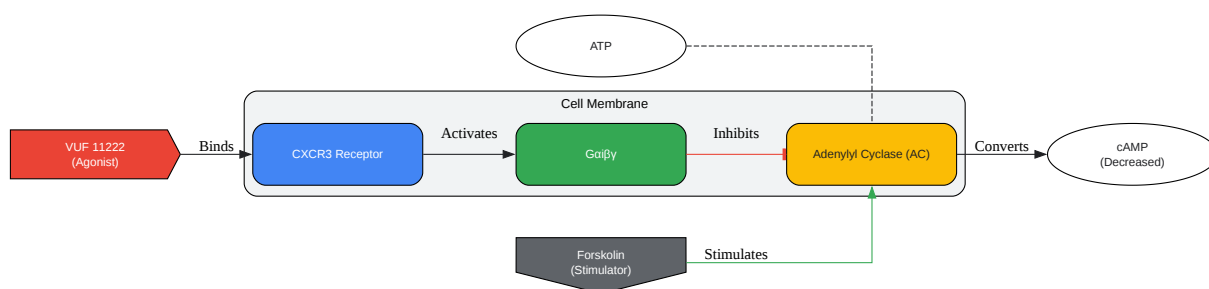 ATP
Cell Membrane
VUF 11222
(Agonist)
Binds
CXCR3 Receptor
Activates
Gαiβγ
Inhibits
Adenylyl Cyclase (AC)
Converts
cAMP
(Decreased)
Forskolin
(Stimulator)
Stimulates